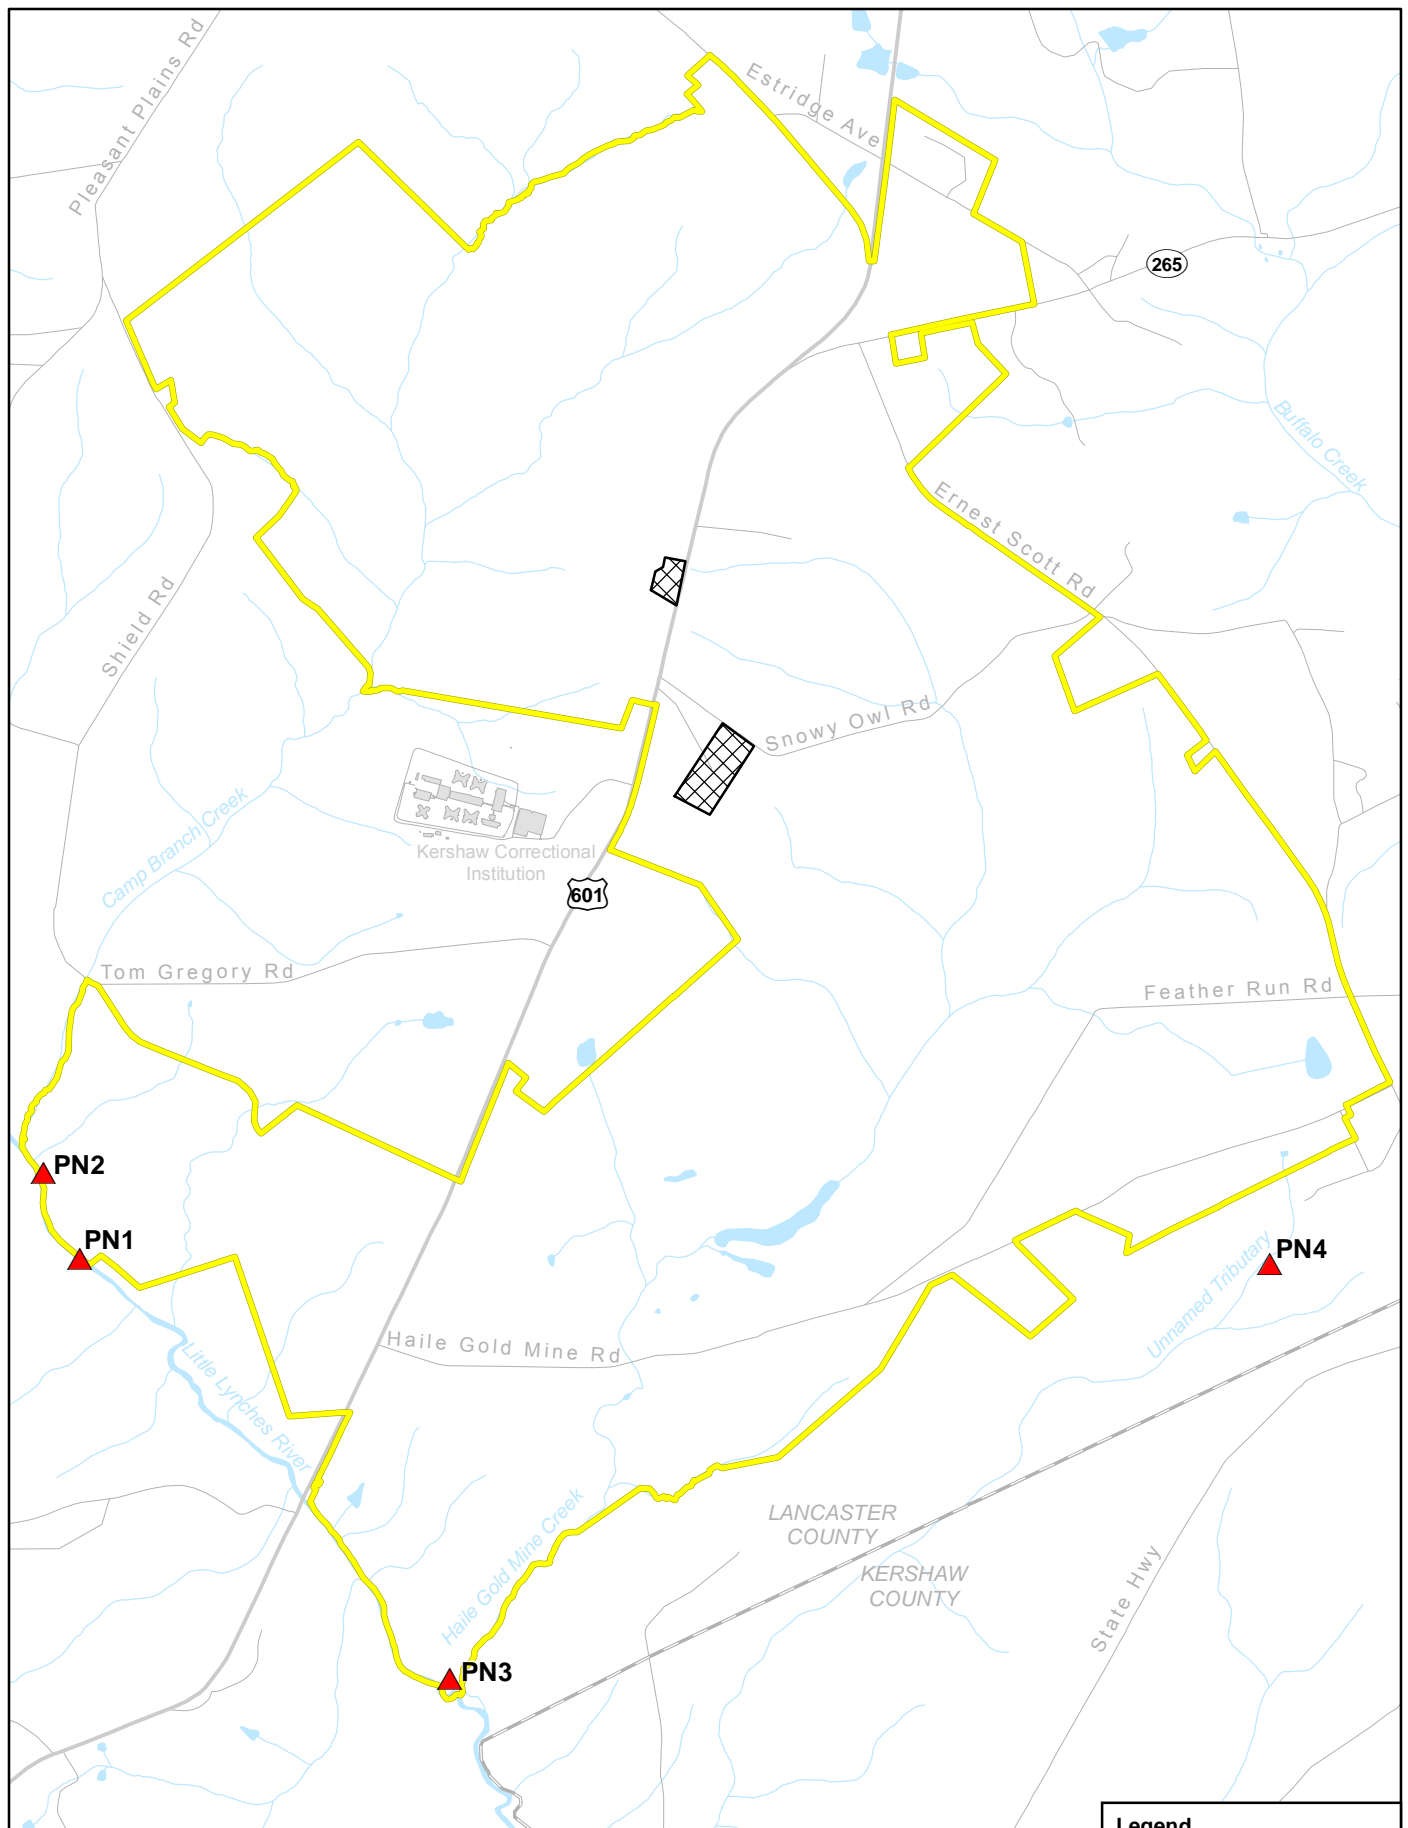 Pleasant Plains Rd
Estridge Ave
265
Buffalo Creek
Ernest Scott Rd
Shield Rd
Snowy Owl Rd
Camp Branch Creek
Kershaw Correctional
Institution
601
Tom Gregory Rd
Feather Run Rd
PN2
PN1
PN4
Unnamed Tributary
Haile Gold Mine Rd
Little Lynches River
LANCASTER
COUNTY
KERSHAW
COUNTY
Haile Gold Mine Creek
State Hwy
PN3
Legend